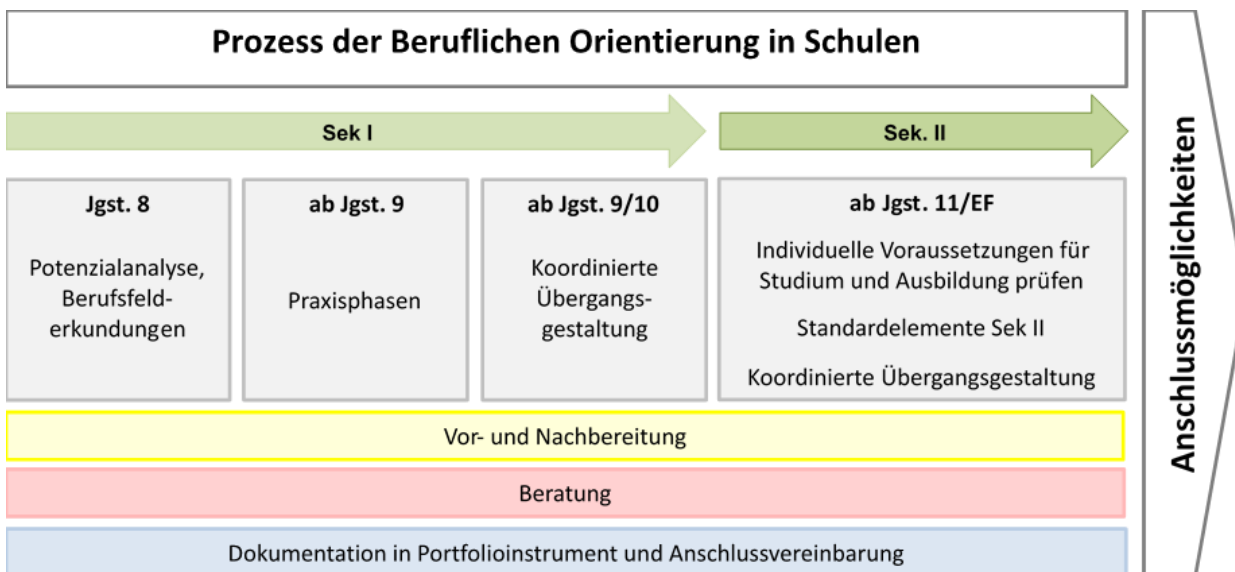 Prozess der Beruflichen Orientierung in Schulen
Sek I
Sek. II
Jgst. 8
Potenzialanalyse,
Berufsfeld-
erkundungen
ab Jgst. 9
Praxisphasen
ab Jgst. 9/10
Koordinierte
Übergangs-
gestaltung
ab Jgst. 11/EF
Individuelle Voraussetzungen für
Studium und Ausbildung prüfen
Standardelemente Sek II
Koordinierte Übergangsgestaltung
Vor- und Nachbereitung
Beratung
Dokumentation in Portfolioinstrument und Anschlussvereinbarung
Anschlussmöglichkeiten